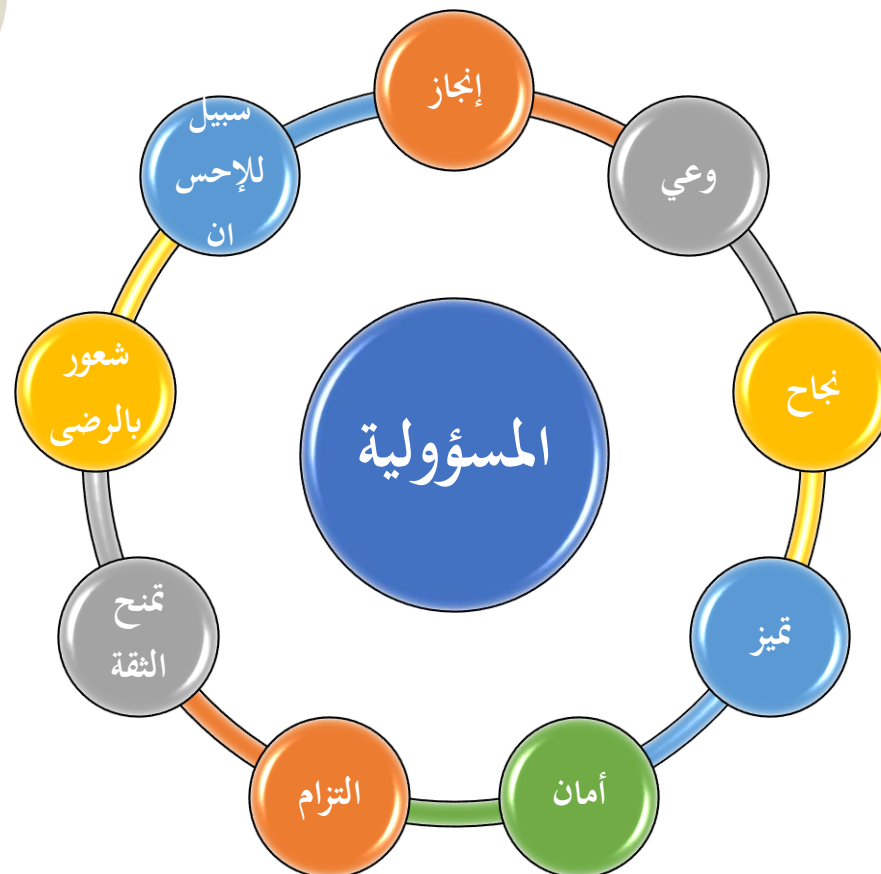 إنجاز
وعي
نجاح
تميز
أمان
التزام
تمنح
الثقة
شعور
بالرضى
سبيل
للإحس
ان
المسؤولية